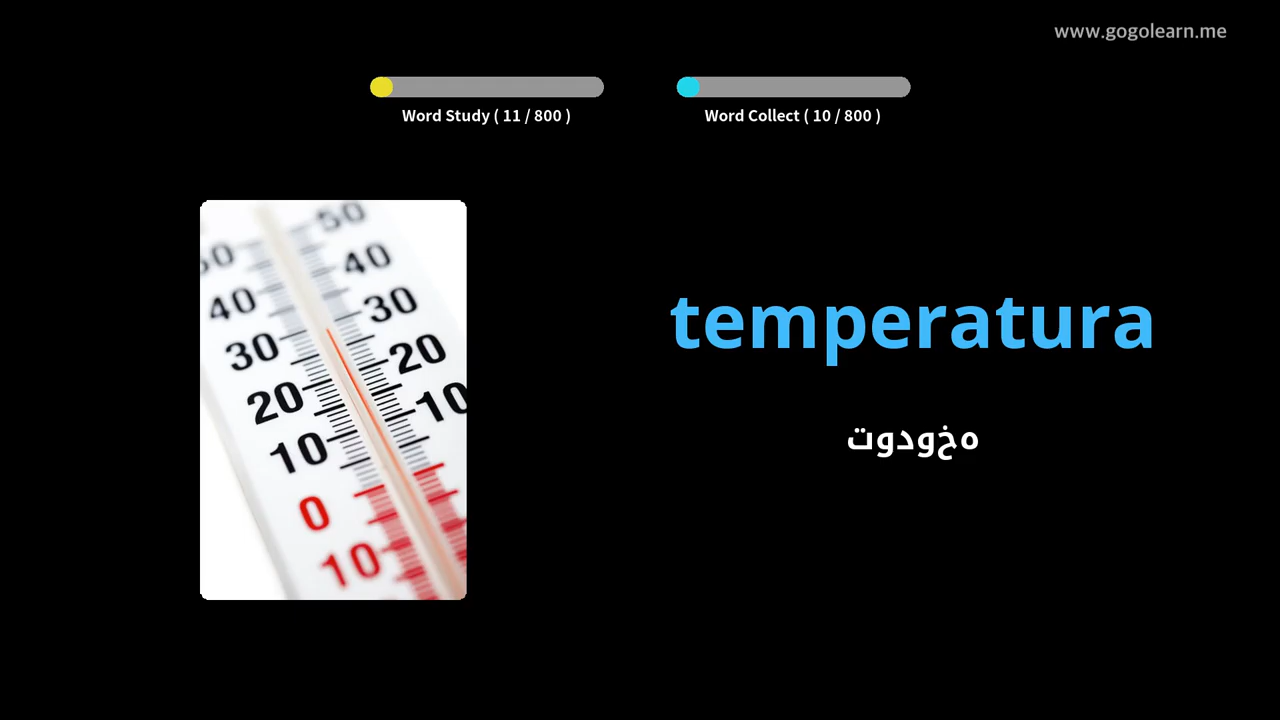 www.gogolearn.me
Word Study ( 11 / 800 )
Word Collect ( 10 / 800 )
50
50
40
40
30
30
20
20
10
10
0
10
temperatura
هخودوت